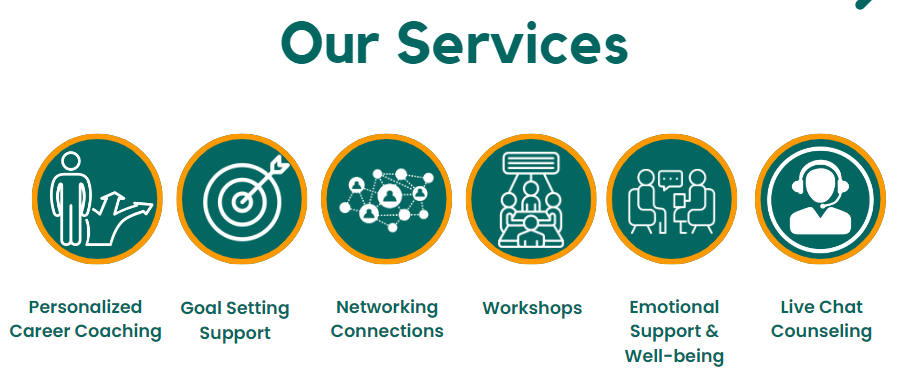 Our Services
Personalized
Career Coaching
Goal Setting
Support
Networking
Connections
Workshops
Emotional
Support &
Well-being
Live Chat
Counseling